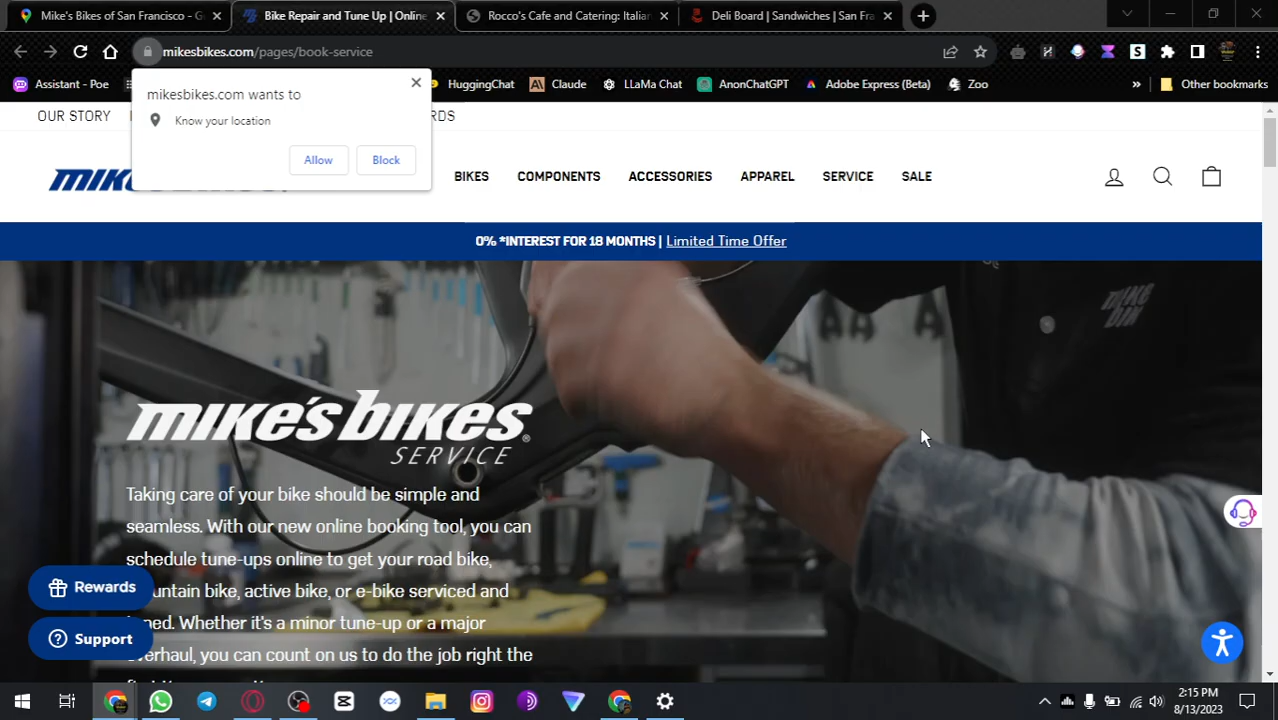 Mike's Bikes of San Francisco - G
Bike Repair and Tune Up | Online
Rocco's Cafe and Catering: Italian
Deli Board | Sandwiches | San Fra
mikesbikes.com/pages/book-service
Assistant - Poe
HuggingChat
Claude
LLaMa Chat
AnonChatGPT
Adobe Express (Beta)
Zoo
»
Other bookmarks
mikesbikes.com wants to
Know your location
Allow
Block
OUR STORY
RDS
BIKES
COMPONENTS
ACCESSORIES
APPAREL
SERVICE
SALE
0% *INTEREST FOR 18 MONTHS | Limited Time Offer
MIKE'S BIKES®
SERVICE
Taking care of your bike should be simple and
seamless. With our new online booking tool, you can
schedule tune-ups online to get your road bike,
untain bike, active bike, or e-bike serviced and
Rewards
ned. Whether it's a minor tune-up or a major
Support
overhaul, you can count on us to do the job right the
2:15 PM
8/13/2023